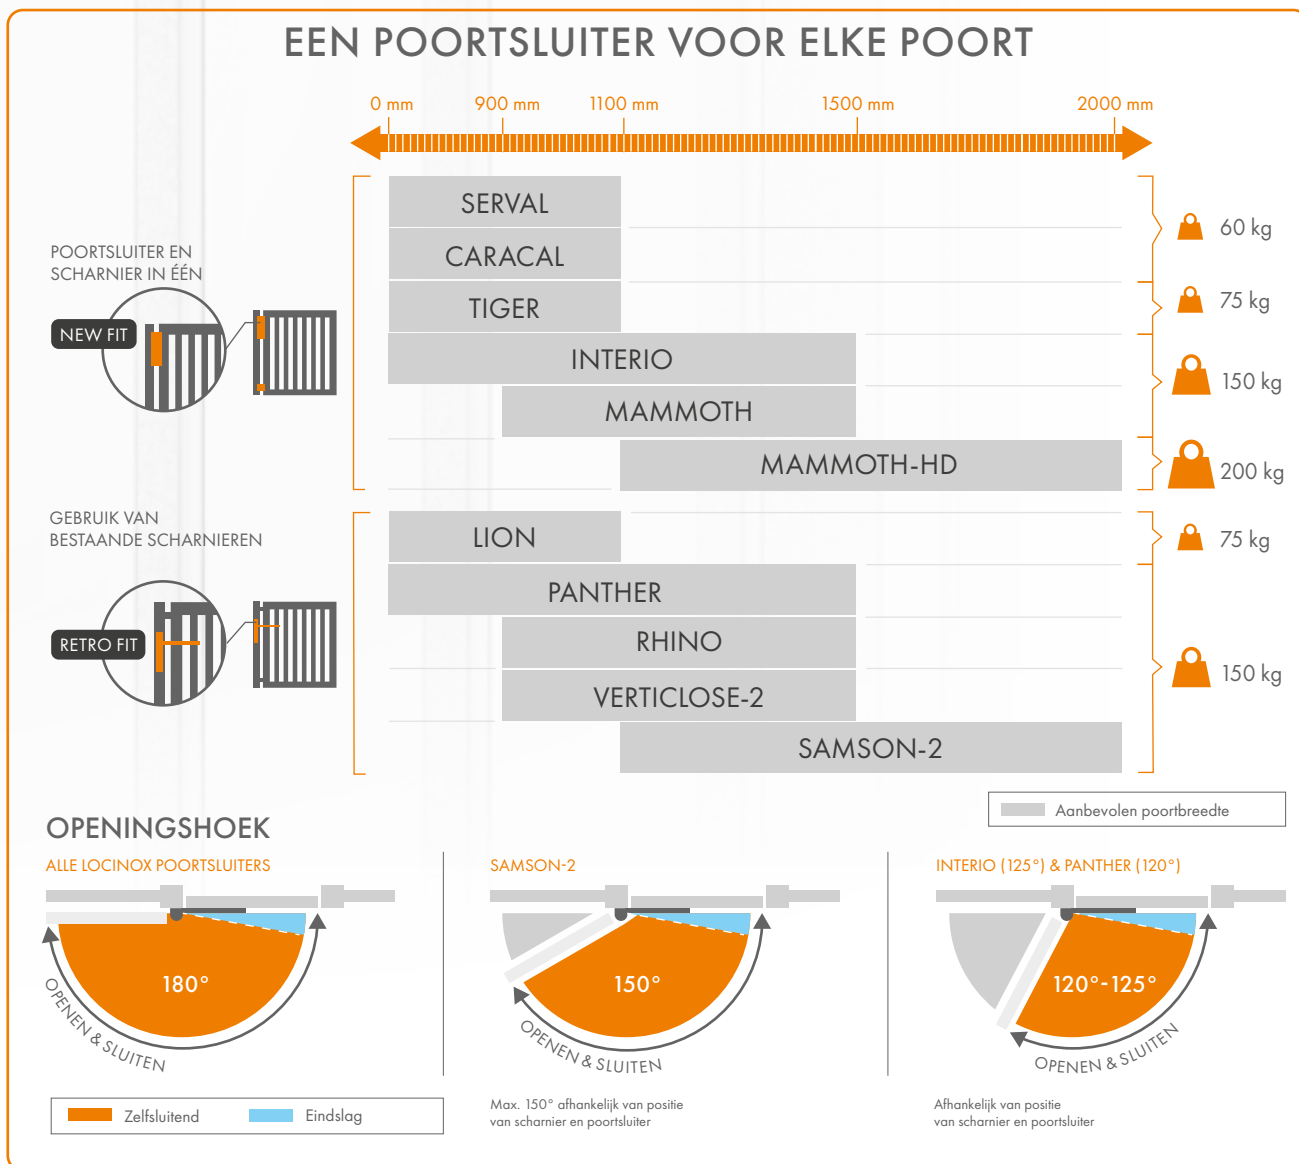 EEN POORTSLUITER VOOR ELKE POORT
0 mm 900 mm 1100 mm 1500 mm 2000 mm
POORTSLUITER EN
SCHARNIER IN ÉÉN
NEW FIT
SERVAL
CARACAL
60 kg
TIGER
75 kg
INTERIO
MAMMOTH
150 kg
MAMMOTH-HD
200 kg
GEBRUIK VAN
BESTAANDE SCHARNIEREN
RETRO FIT
LION
75 kg
PANTHER
RHINO
VERTICLOSE-2
SAMSON-2
150 kg
Aanbevolen poortbreedte
OPENINGSHOEK
ALLE LOCINOX POORTSLUITERS
180°
OPENEN & SLUITEN
Zelfsluitend
Eindslag
SAMSON-2
150°
OPENEN & SLUITEN
Max. 150° afhankelijk van positie
van scharnier en poortsluiter
INTERIO (125°) & PANTHER (120°)
120°-125°
OPENEN & SLUITEN
Afhankelijk van positie
van scharnier en poortsluiter